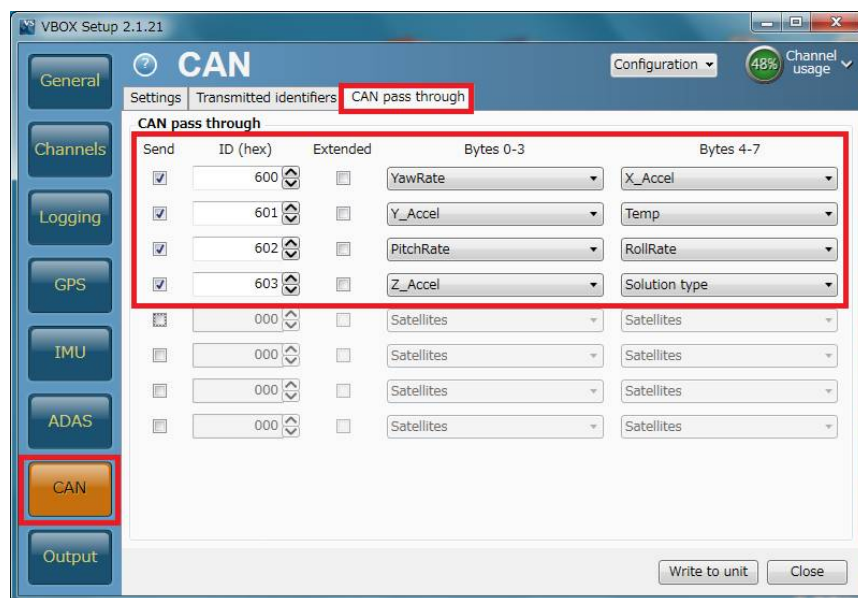 VBOX Setup 2.1.21
General
Channels
Logging
GPS
IMU
ADAS
CAN
Output
? CAN
Configuration
48% Channel usage
Settings Transmitted identifiers CAN pass through
CAN pass through
Send ID (hex) Extended Bytes 0-3 Bytes 4-7
600 YawRate X_Accel
601 Y_Accel Temp
602 PitchRate RollRate
603 Z_Accel Solution type
000 Satellites Satellites
000 Satellites Satellites
000 Satellites Satellites
000 Satellites Satellites
Write to unit Close